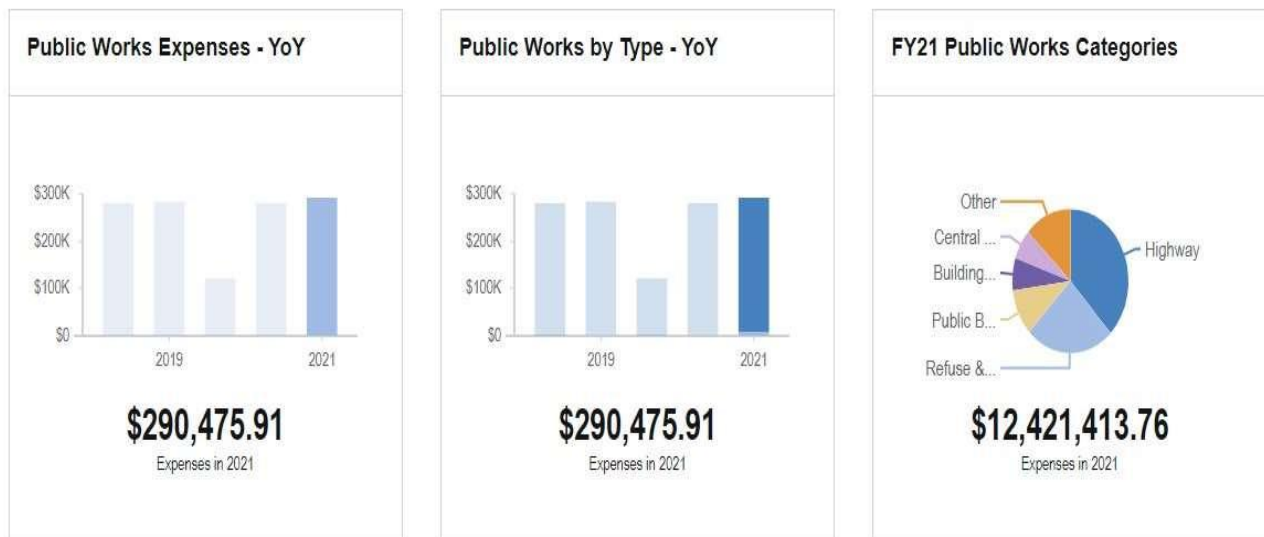 Public Works Expenses - YoY
$300K
$200K
$100K
$0
2019
2021
$290,475.91
Expenses in 2021
Public Works by Type - YoY
$300K
$200K
$100K
$0
2019
2021
$290,475.91
Expenses in 2021
FY21 Public Works Categories
Other
Central ...
Building...
Public B...
Refuse &...
Highway
$12,421,413.76
Expenses in 2021